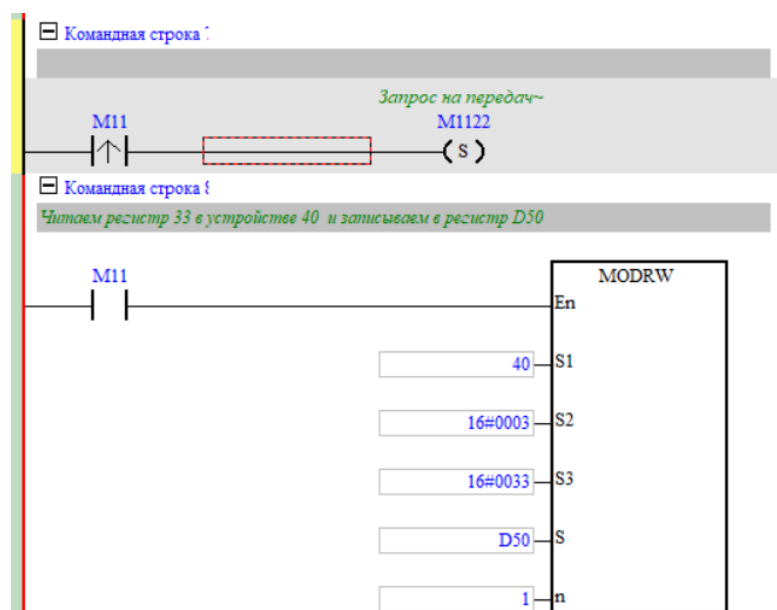 Командная строка
Запрос на передач~
M11
M1122
S
Командная строка
Читаем регистр 33 в устройстве 40 и записываем в регистр D50
M11
MODRW
En
40
S1
16#0003
S2
16#0033
S3
D50
S
1
n